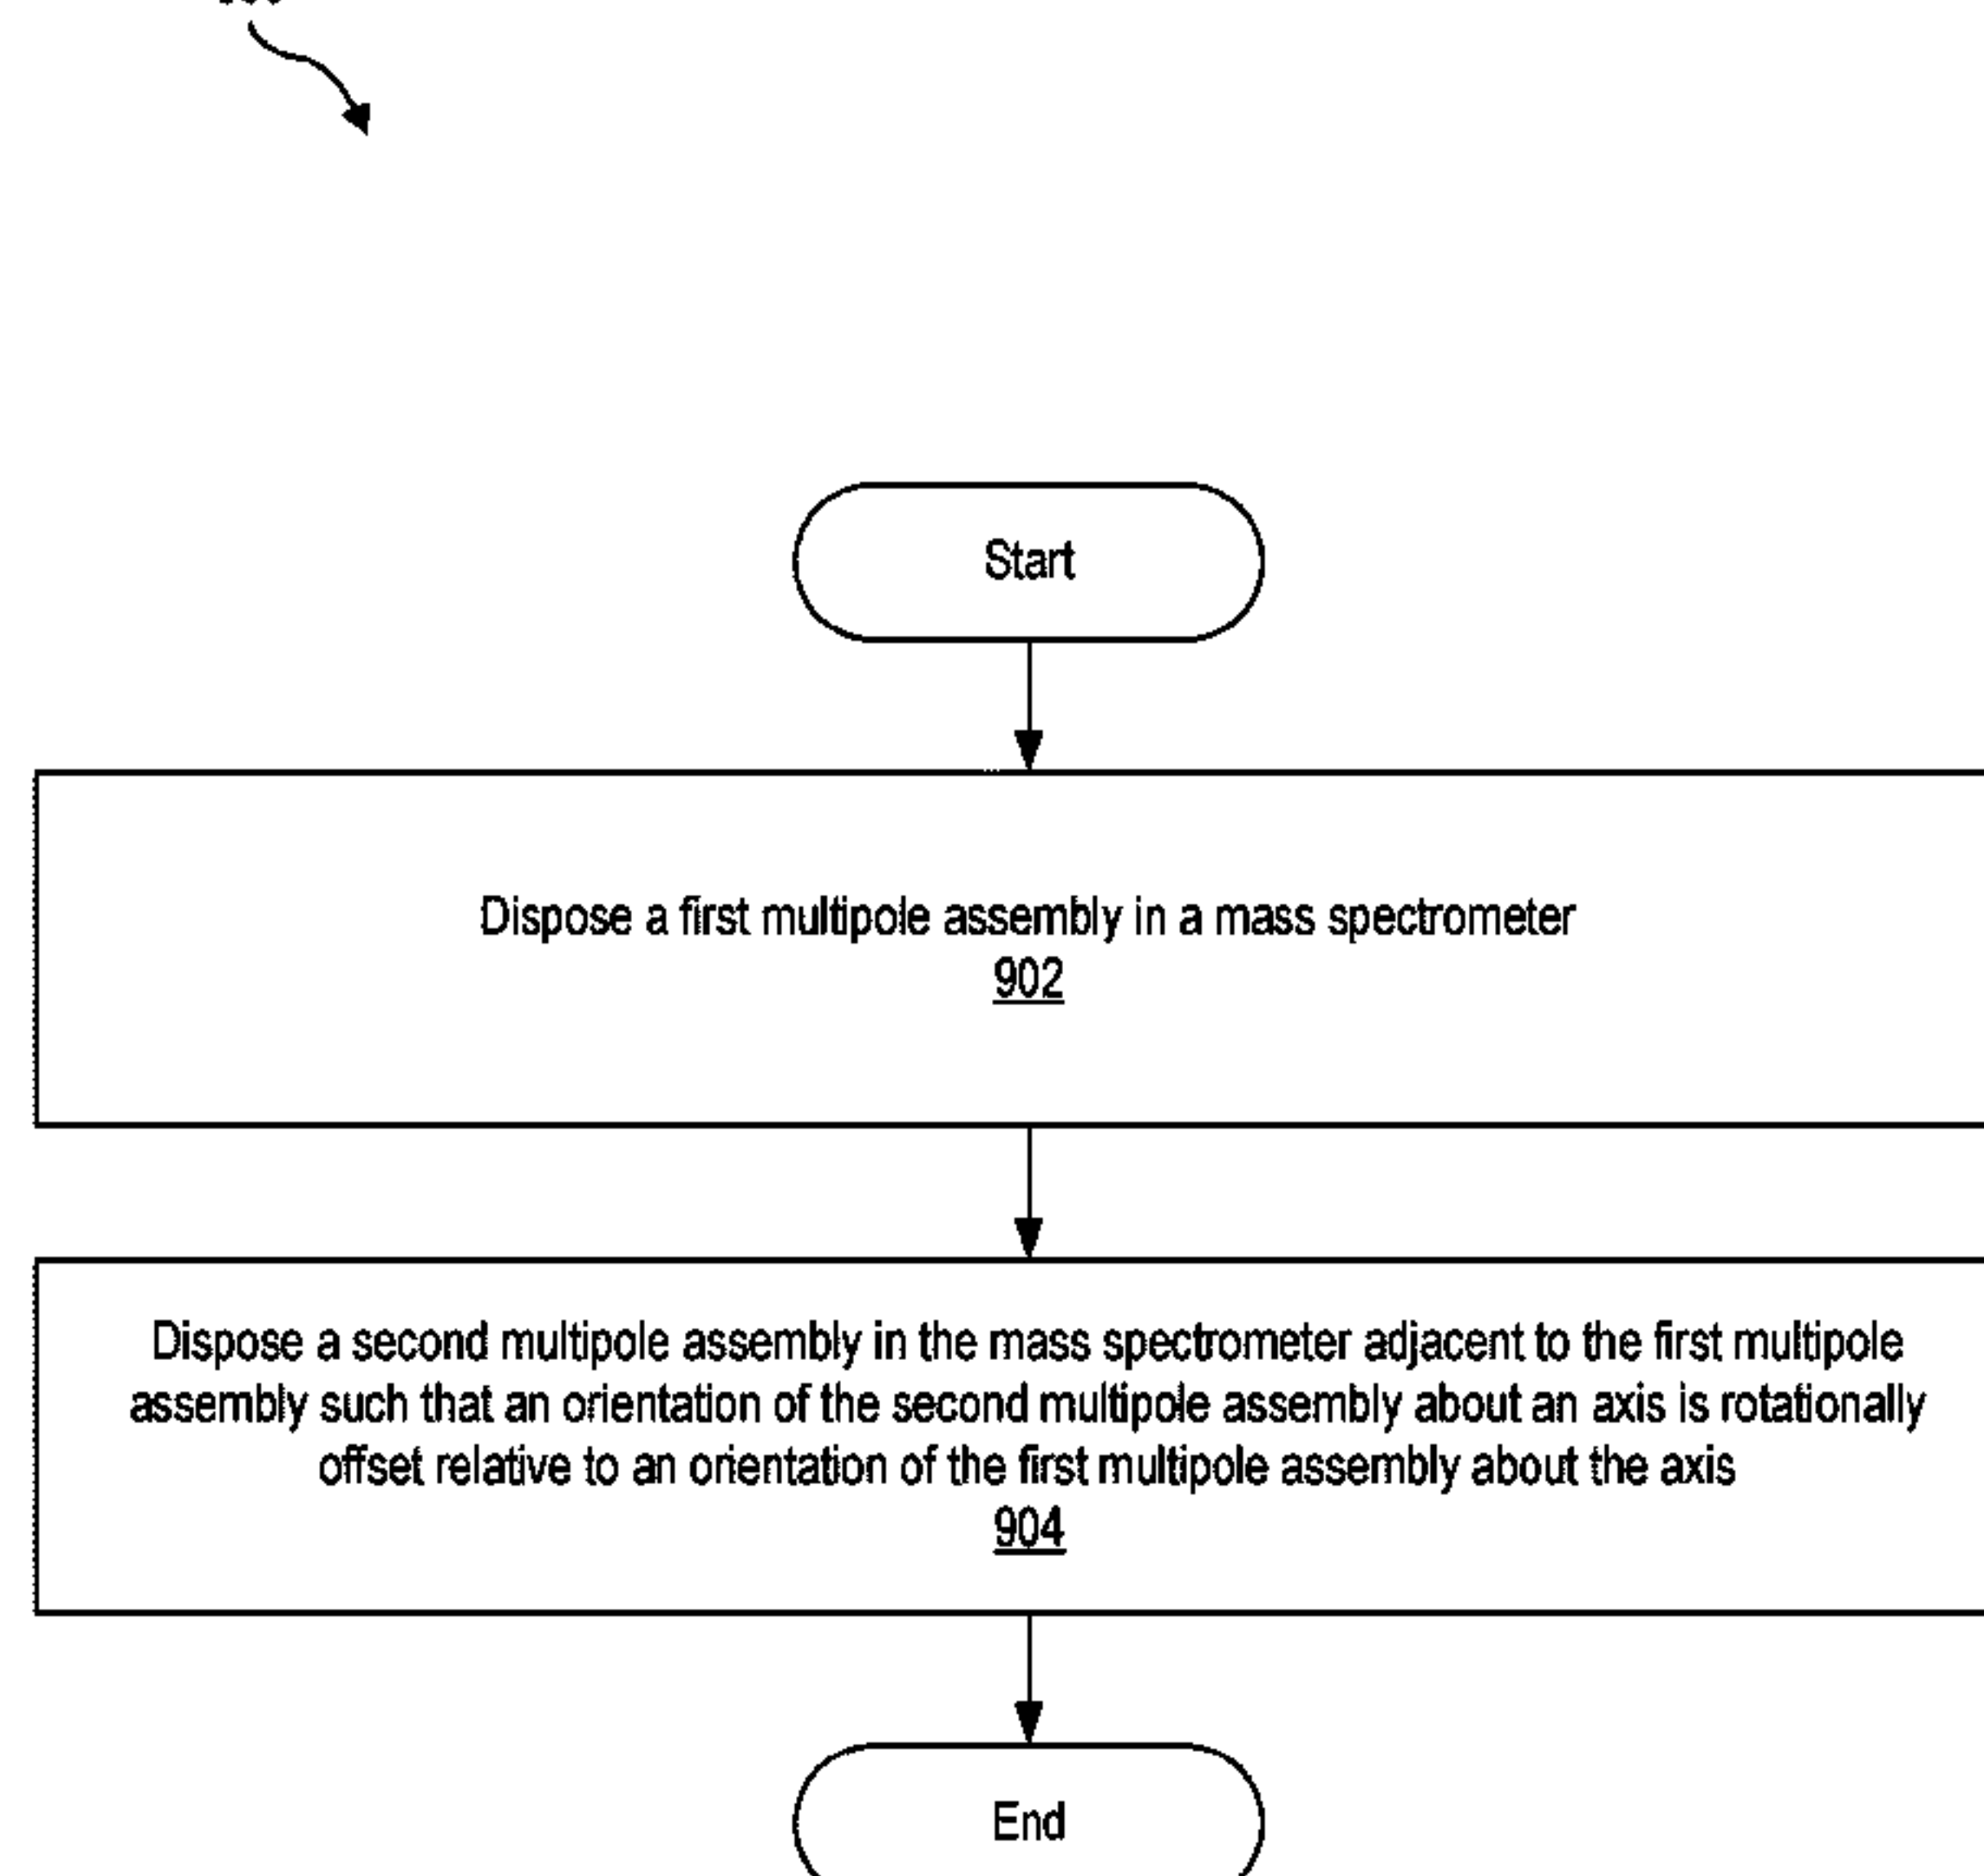 Start
Dispose a first multipole assembly in a mass spectrometer
902
Dispose a second multipole assembly in the mass spectrometer adjacent to the first multipole
assembly such that an orientation of the second multipole assembly about an axis is rotationally
offset relative to an orientation of the first multipole assembly about the axis
904
End